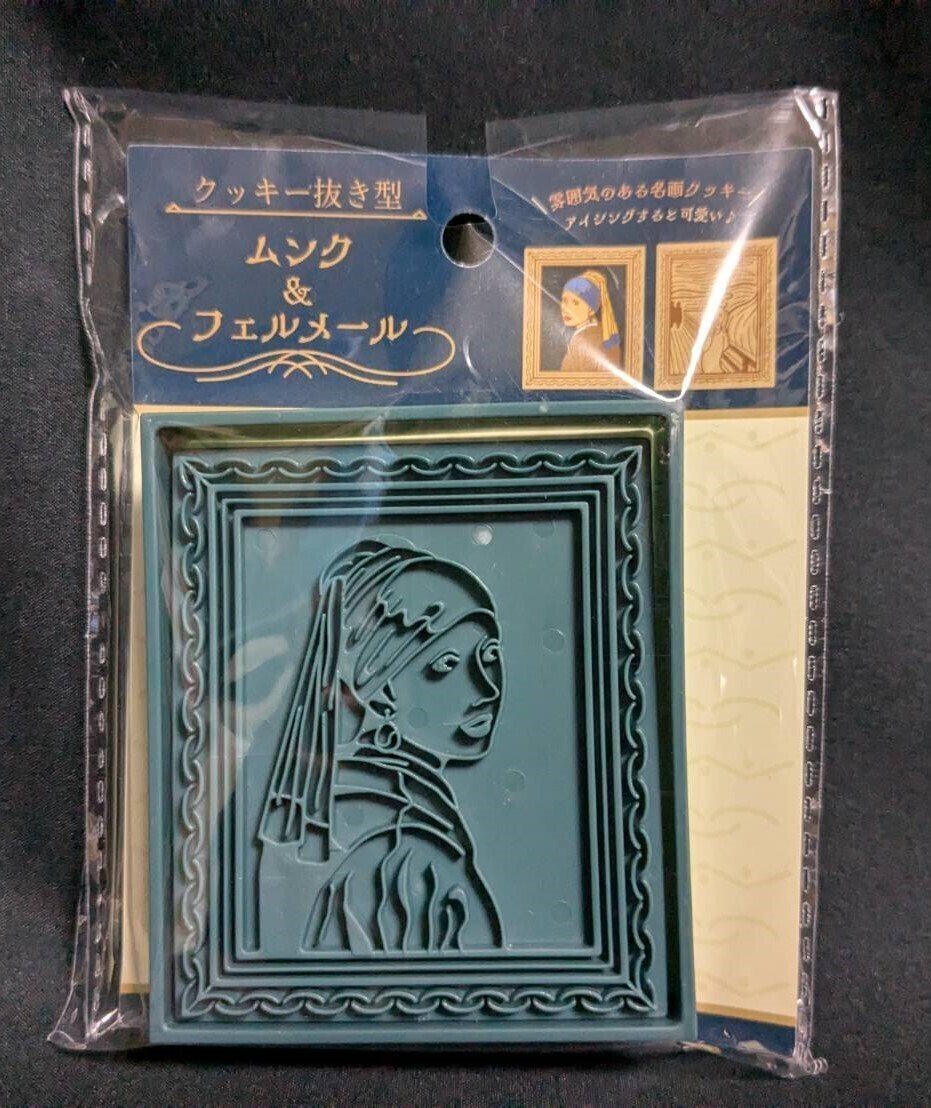 クッキー抜き型
ムンク
&
フェルメール
雰囲気のある名画クッキー
アイシングすると可愛い♪